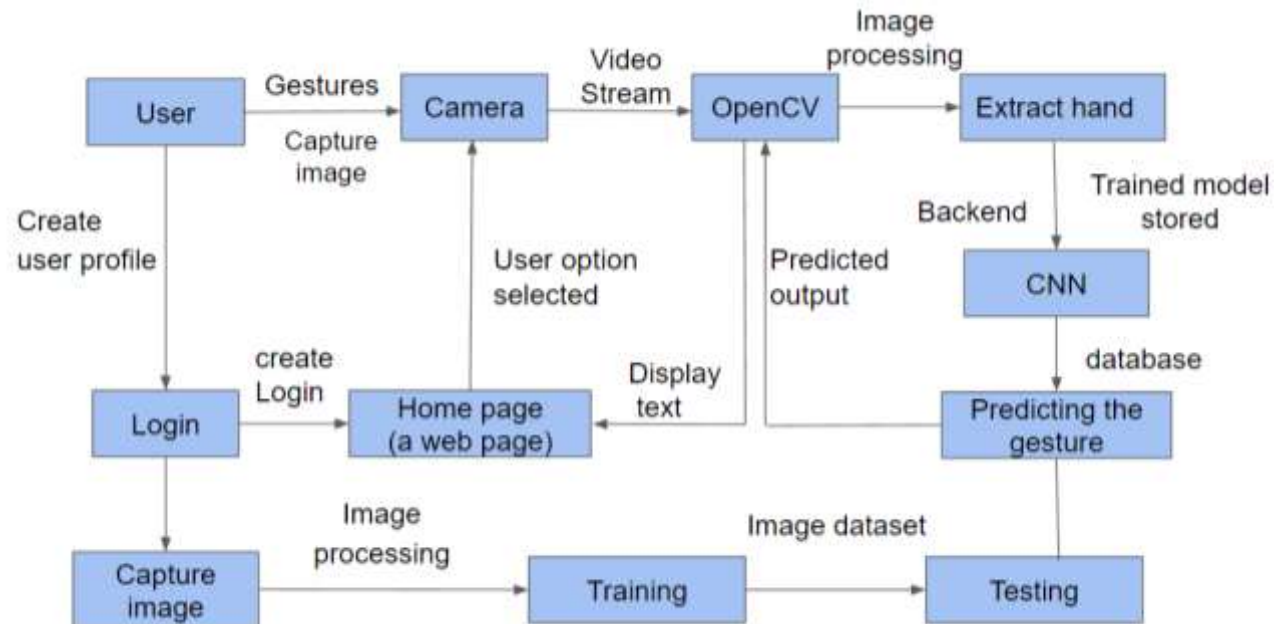 Image
processing
Video
Stream
Gestures
User
Camera
OpenCV
Extract hand
Capture
image
Trained model
stored
Backend
Create
user profile
User option
selected
Predicted
output
CNN
create
Login
Display
text
database
Login
Home page
(a web page)
Predicting the
gesture
Image
processing
Image dataset
Capture
image
Training
Testing